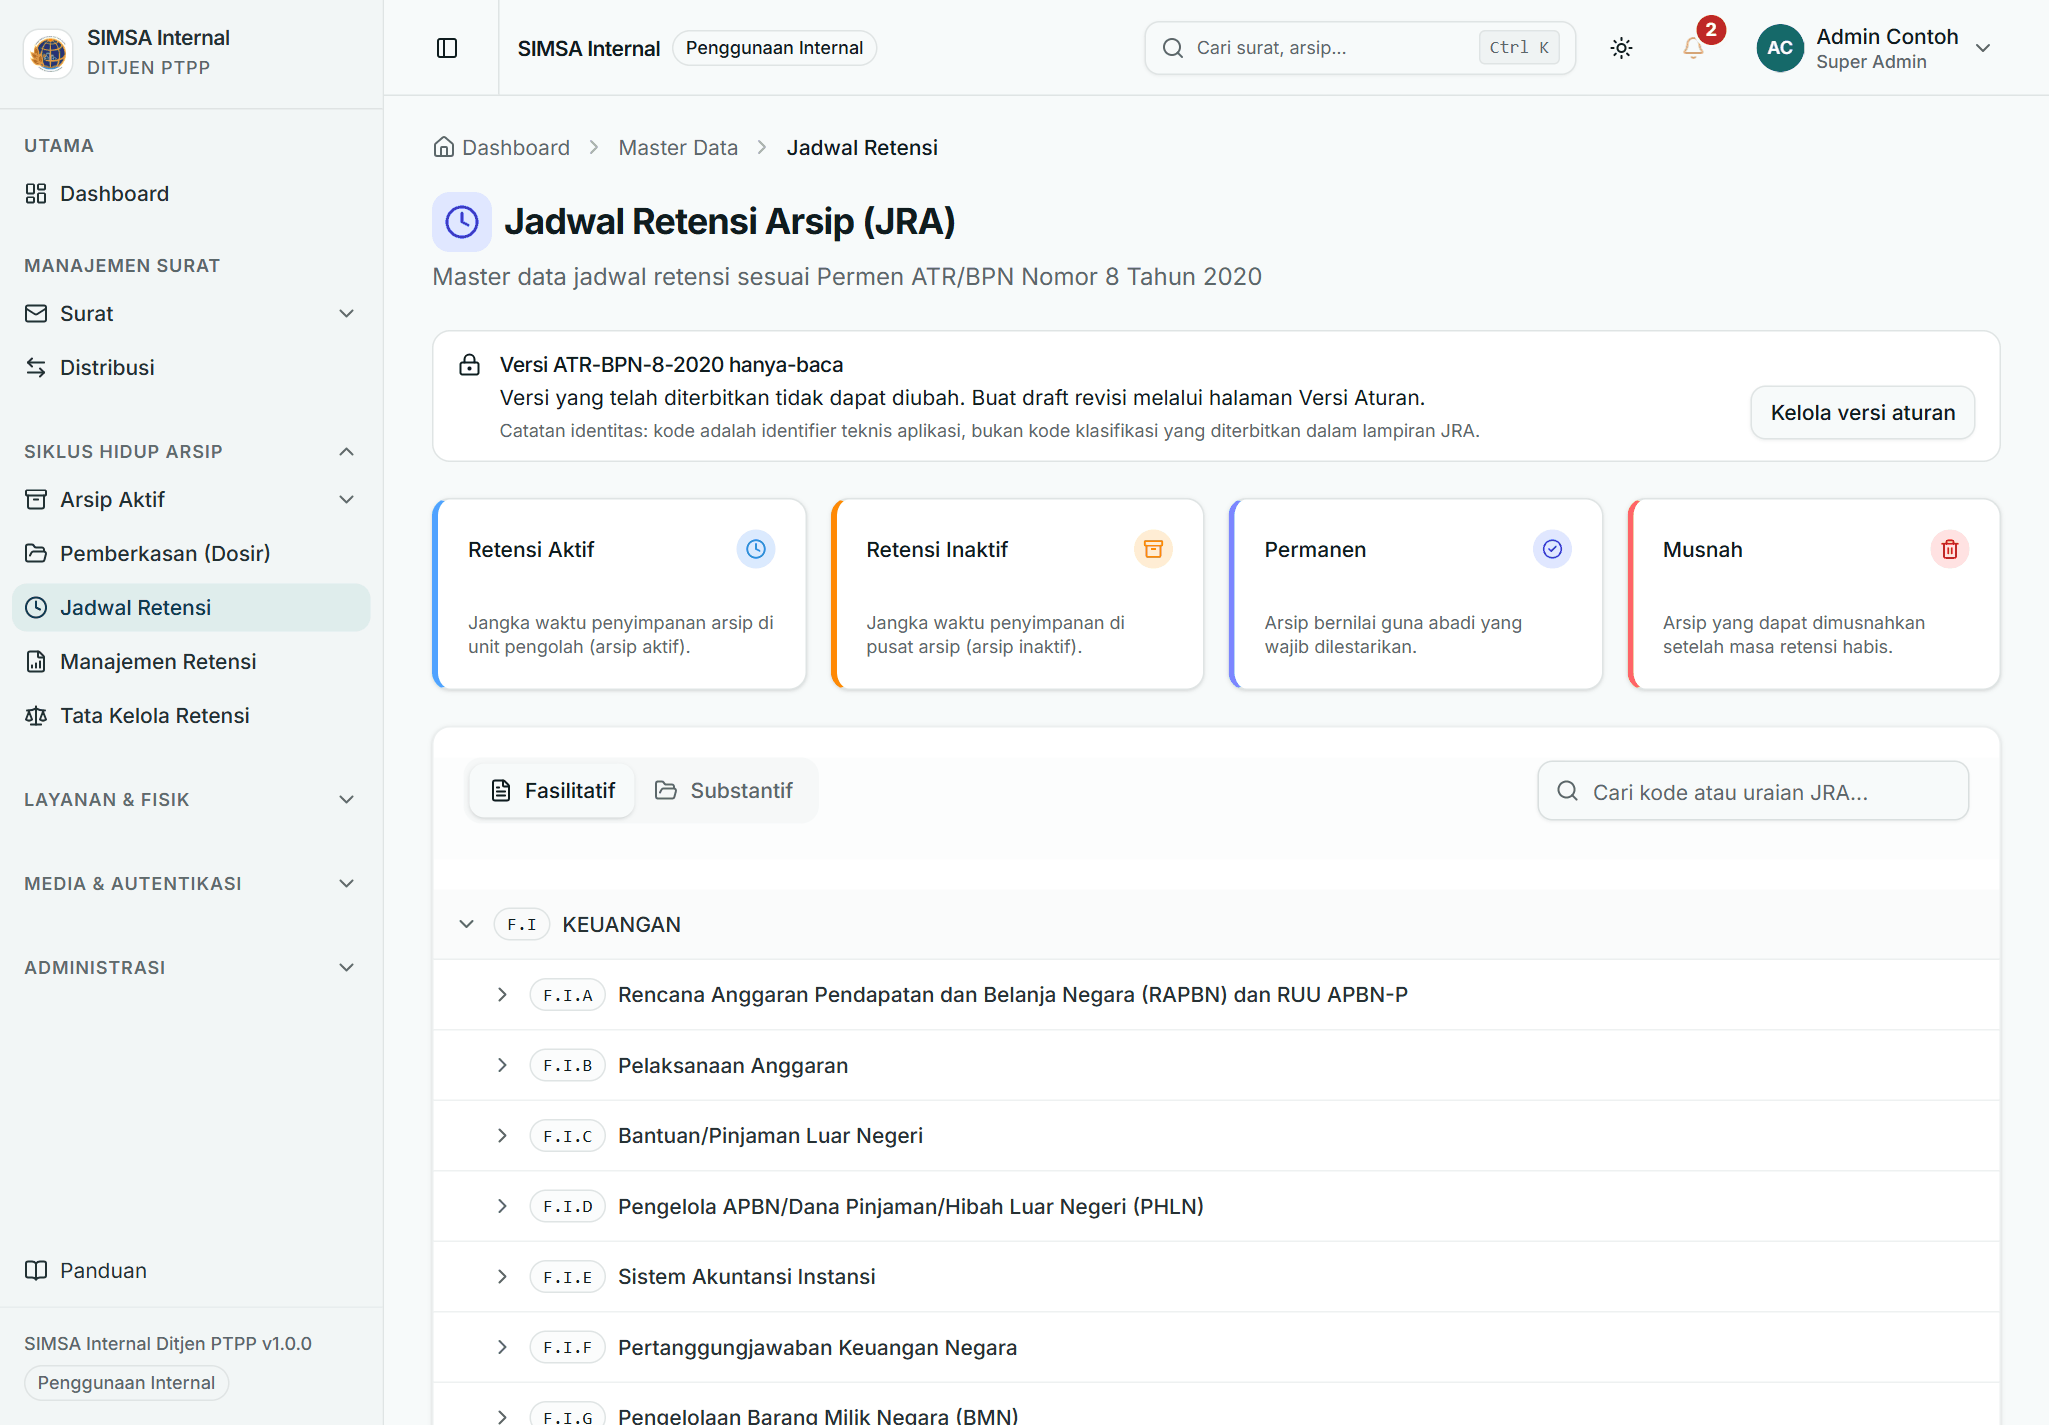 SIMSA Internal
DITJEN PTPP
UTAMA
Dashboard
MANAJEMEN SURAT
Surat
Distribusi
SIKLUS HIDUP ARSIP
Arsip Aktif
Pemberkasan (Dosir)
Jadwal Retensi
Manajemen Retensi
Tata Kelola Retensi
LAYANAN & FISIK
MEDIA & AUTENTIKASI
ADMINISTRASI
Panduan
SIMSA Internal Ditjen PTPP v1.0.0
Penggunaan Internal
SIMSA Internal
Penggunaan Internal
Cari surat, arsip...
Ctrl K
2
AC
Admin Contoh
Super Admin
Dashboard
Master Data
Jadwal Retensi
Jadwal Retensi Arsip (JRA)
Master data jadwal retensi sesuai Permen ATR/BPN Nomor 8 Tahun 2020
Versi ATR-BPN-8-2020 hanya-baca
Versi yang telah diterbitkan tidak dapat diubah. Buat draft revisi melalui halaman Versi Aturan.
Catatan identitas: kode adalah identifier teknis aplikasi, bukan kode klasifikasi yang diterbitkan dalam lampiran JRA.
Kelola versi aturan
Retensi Aktif
Jangka waktu penyimpanan arsip di
unit pengolah (arsip aktif).
Retensi Inaktif
Jangka waktu penyimpanan di
pusat arsip (arsip inaktif).
Permanen
Arsip bernilai guna abadi yang
wajib dilestarikan.
Musnah
Arsip yang dapat dimusnahkan
setelah masa retensi habis.
Fasilitatif
Substantif
Cari kode atau uraian JRA...
F.I KEUANGAN
F.I.A Rencana Anggaran Pendapatan dan Belanja Negara (RAPBN) dan RUU APBN-P
F.I.B Pelaksanaan Anggaran
F.I.C Bantuan/Pinjaman Luar Negeri
F.I.D Pengelola APBN/Dana Pinjaman/Hibah Luar Negeri (PHLN)
F.I.E Sistem Akuntansi Instansi
F.I.F Pertanggungjawaban Keuangan Negara
F.I.G Pengelolaan Barang Milik Negara (BMN)